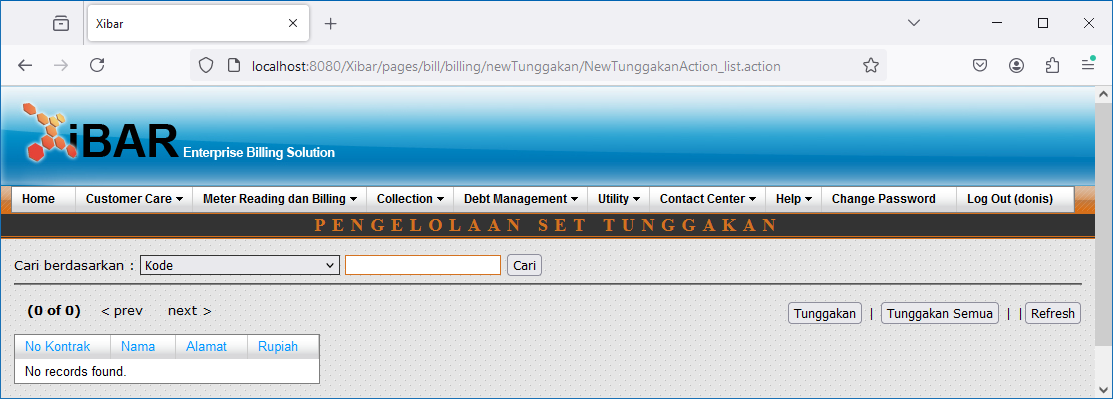 Xibar
localhost:8080/Xibar/pages/bill/billing/newTunggakan/NewTunggakanAction_list.action
XiBAR Enterprise Billing Solution
Home Customer Care Meter Reading dan Billing Collection Debt Management Utility Contact Center Help Change Password Log Out (donis)
PENGELOLAAN SET TUNGGAKAN
Cari berdasarkan : Kode Cari
(0 of 0) < prev next > Tunggakan | Tunggakan Semua | | Refresh
No Kontrak Nama Alamat Rupiah
No records found.